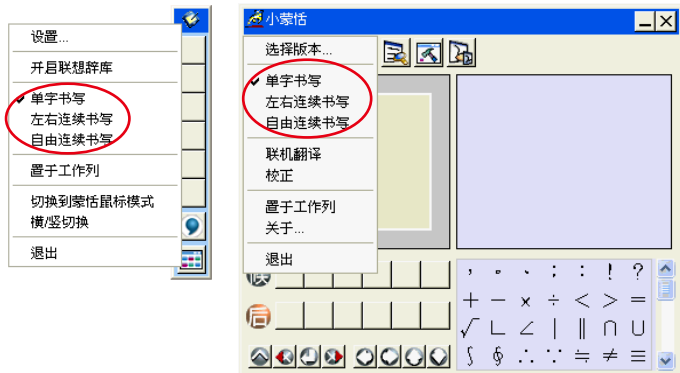 设置...
开启联想辞库
单字书写
左右连续书写
自由连续书写
置于工作列
切换到蒙恬鼠标模式
横/竖切换
退出
小蒙恬
选择版本...
单字书写
左右连续书写
自由连续书写
联机翻译
校正
置于工作列
关于...
退出
候
后
, 。 、 ; : ! ?
+ − × ÷ < > =
√ ∟ ∠ | ∥ ∩ ∪
∫ ∮ ∴ ∵ ≒ ≠ ≡